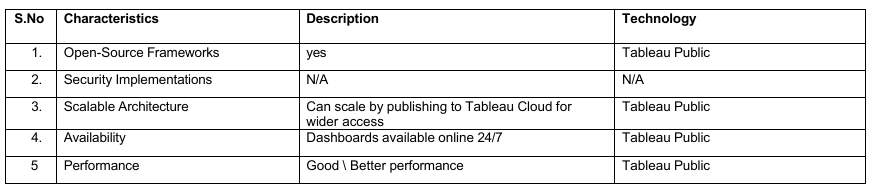 S.No Characteristics Description Technology
1. Open-Source Frameworks yes Tableau Public
2. Security Implementations N/A N/A
3. Scalable Architecture Can scale by publishing to Tableau Cloud for Tableau Public
wider access
4. Availability Dashboards available online 24/7 Tableau Public
5 Performance Good \ Better performance Tableau Public